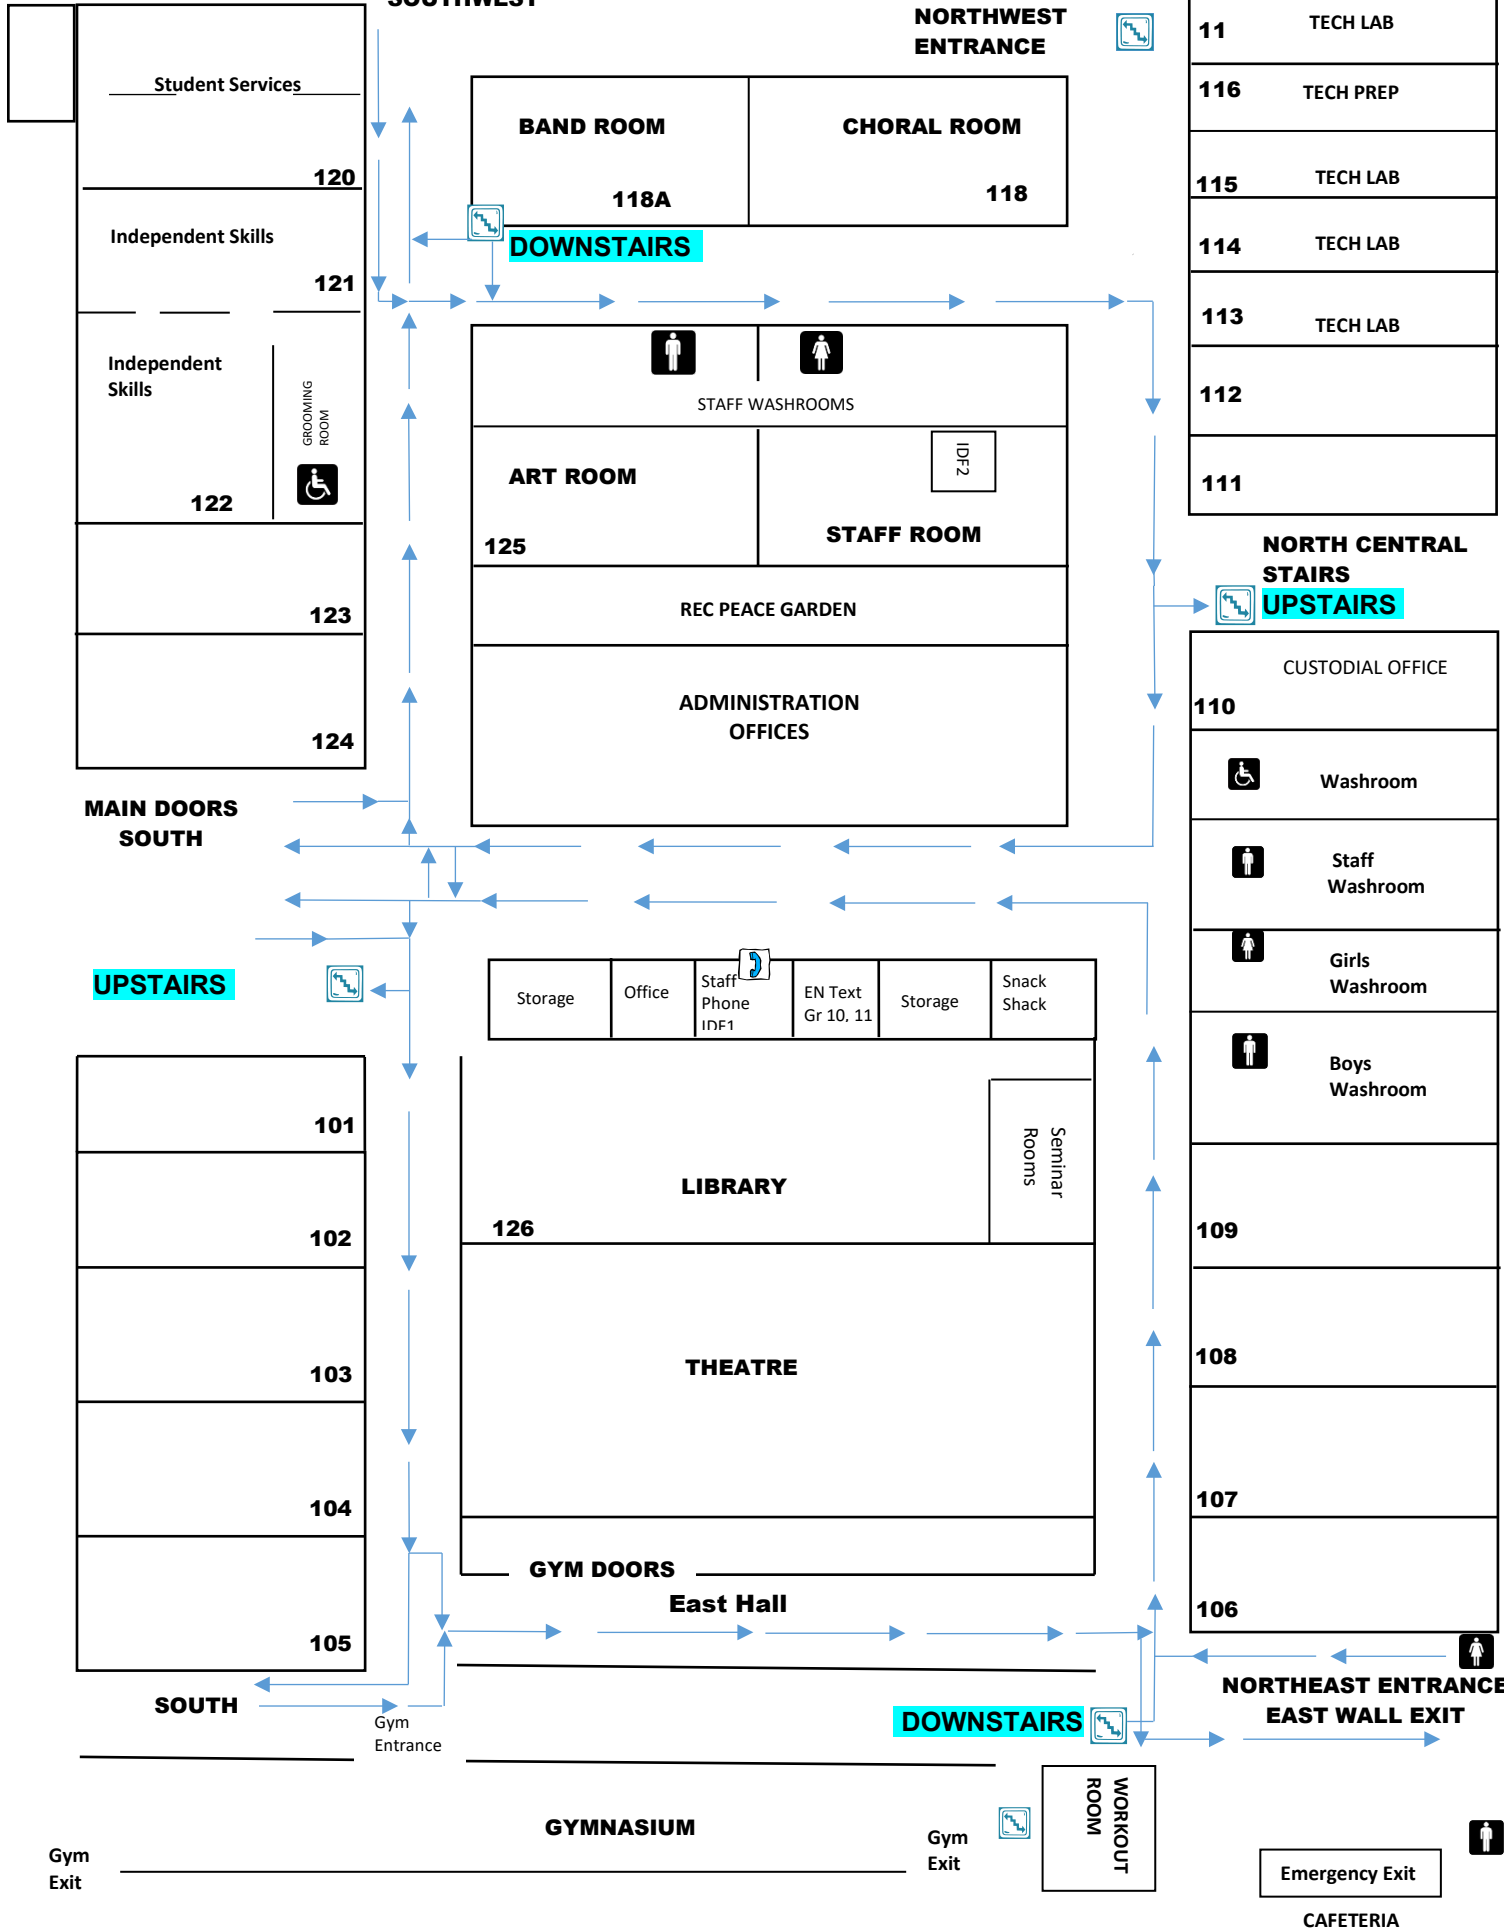 SOUTHWEST
NORTHWEST
ENTRANCE
11
TECH LAB
Student Services
116
TECH PREP
BAND ROOM
CHORAL ROOM
120
115
TECH LAB
118A
118
Independent Skills
DOWNSTAIRS
114
TECH LAB
121
113
TECH LAB
Independent
Skills
GROOMING
ROOM
STAFF WASHROOMS
112
IDF2
ART ROOM
111
122
STAFF ROOM
125
NORTH CENTRAL
STAIRS
UPSTAIRS
123
REC PEACE GARDEN
CUSTODIAL OFFICE
110
ADMINISTRATION
OFFICES
124
Washroom
MAIN DOORS
SOUTH
Staff
Washroom
Girls
Washroom
UPSTAIRS
Storage
Office
Staff
Phone
IDF1
EN Text
Gr 10, 11
Storage
Snack
Shack
Boys
Washroom
101
Seminar
Rooms
LIBRARY
126
102
109
THEATRE
103
108
104
107
GYM DOORS
East Hall
106
105
SOUTH
Gym
Entrance
NORTHEAST ENTRANCE
EAST WALL EXIT
DOWNSTAIRS
WORKOUT
ROOM
GYMNASIUM
Gym
Exit
Gym
Exit
Emergency Exit
CAFETERIA